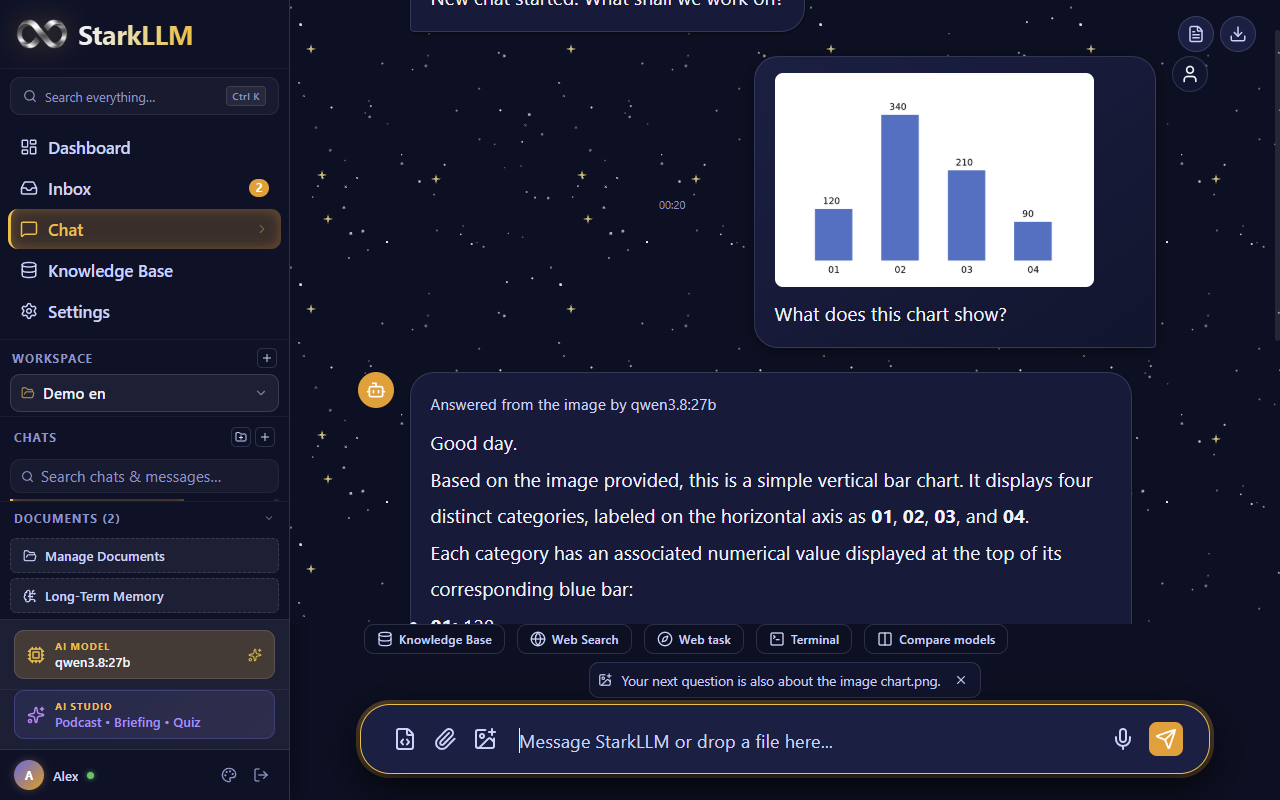 StarkLLM
Search everything...
Ctrl K
Dashboard
Inbox
2
Chat
Knowledge Base
Settings
WORKSPACE
Demo en
CHATS
Search chats & messages...
DOCUMENTS (2)
Manage Documents
Long-Term Memory
AI MODEL
qwen3.8:27b
AI STUDIO
Podcast • Briefing • Quiz
A
Alex
New chat started. What shall we work on?
00:20
340
210
120
90
01 02 03 04
What does this chart show?
Answered from the image by qwen3.8:27b
Good day.
Based on the image provided, this is a simple vertical bar chart. It displays four
distinct categories, labeled on the horizontal axis as 01, 02, 03, and 04.
Each category has an associated numerical value displayed at the top of its
corresponding blue bar:
01: 120
Knowledge Base
Web Search
Web task
Terminal
Compare models
Your next question is also about the image chart.png.
Message StarkLLM or drop a file here...